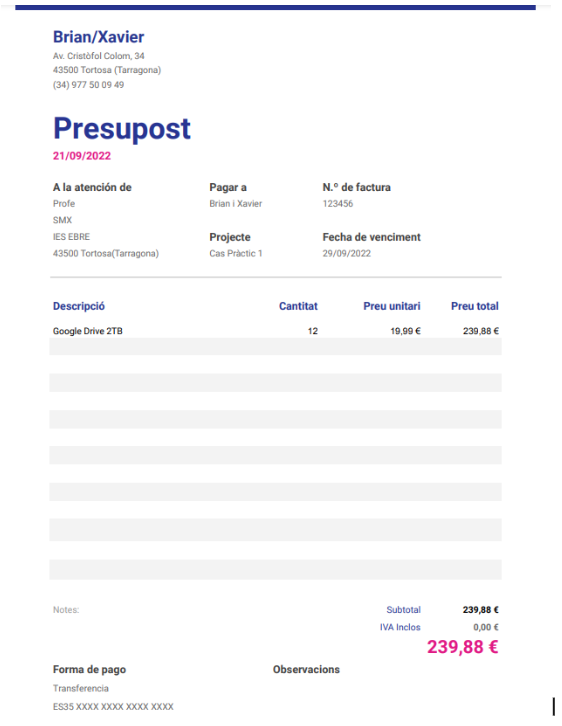 Brian/Xavier
Av. Cristòfol Colom, 34
43500 Tortosa (Tarragona)
(34) 977 50 09 49
Presupost
21/09/2022
A la atención de Pagar a N.º de factura
Profe Brian i Xavier 123456
SMX
IES EBRE Projecte Fecha de venciment
43500 Tortosa(Tarragona) Cas Pràctic 1 29/09/2022
Descripció Cantitat Preu unitari Preu total
Google Drive 2TB 12 19,99 € 239,88 €
Notes: Subtotal 239,88 €
IVA Inclos 0,00 €
239,88 €
Forma de pago Observacions
Transferencia
ES35 XXXX XXXX XXXX XXXX